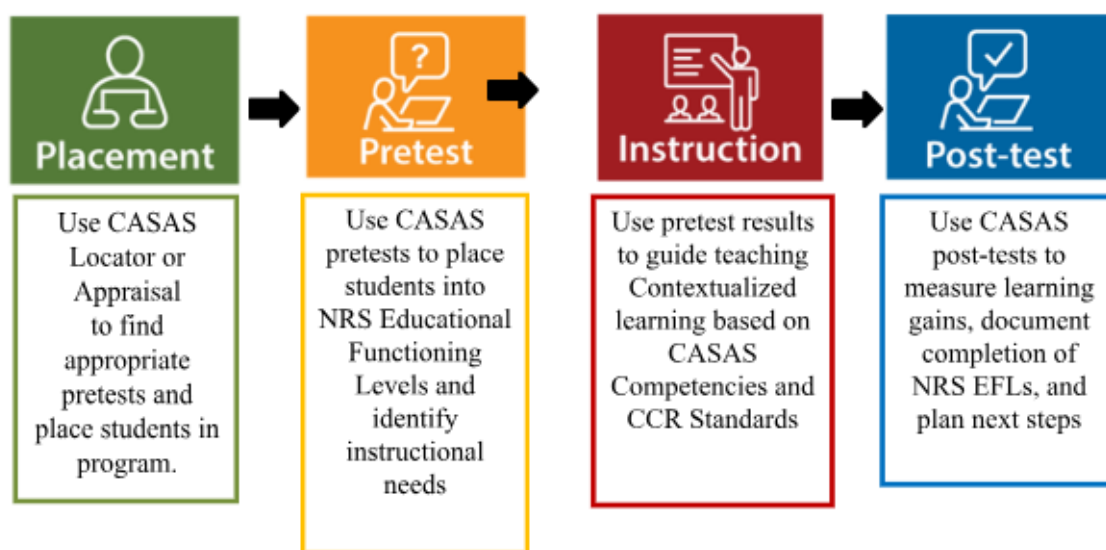 Placement
Use CASAS
Locator or
Appraisal
to find
appropriate
pretests and
place students in
program.
?
Pretest
Use CASAS
pretests to place
students into
NRS Educational
Functioning
Levels and
identify
instructional
needs
Instruction
Use pretest results
to guide teaching
Contextualized
learning based on
CASAS
Competencies and
CCR Standards
Post-test
Use CASAS
post-tests to
measure learning
gains, document
completion of
NRS EFLs, and
plan next steps